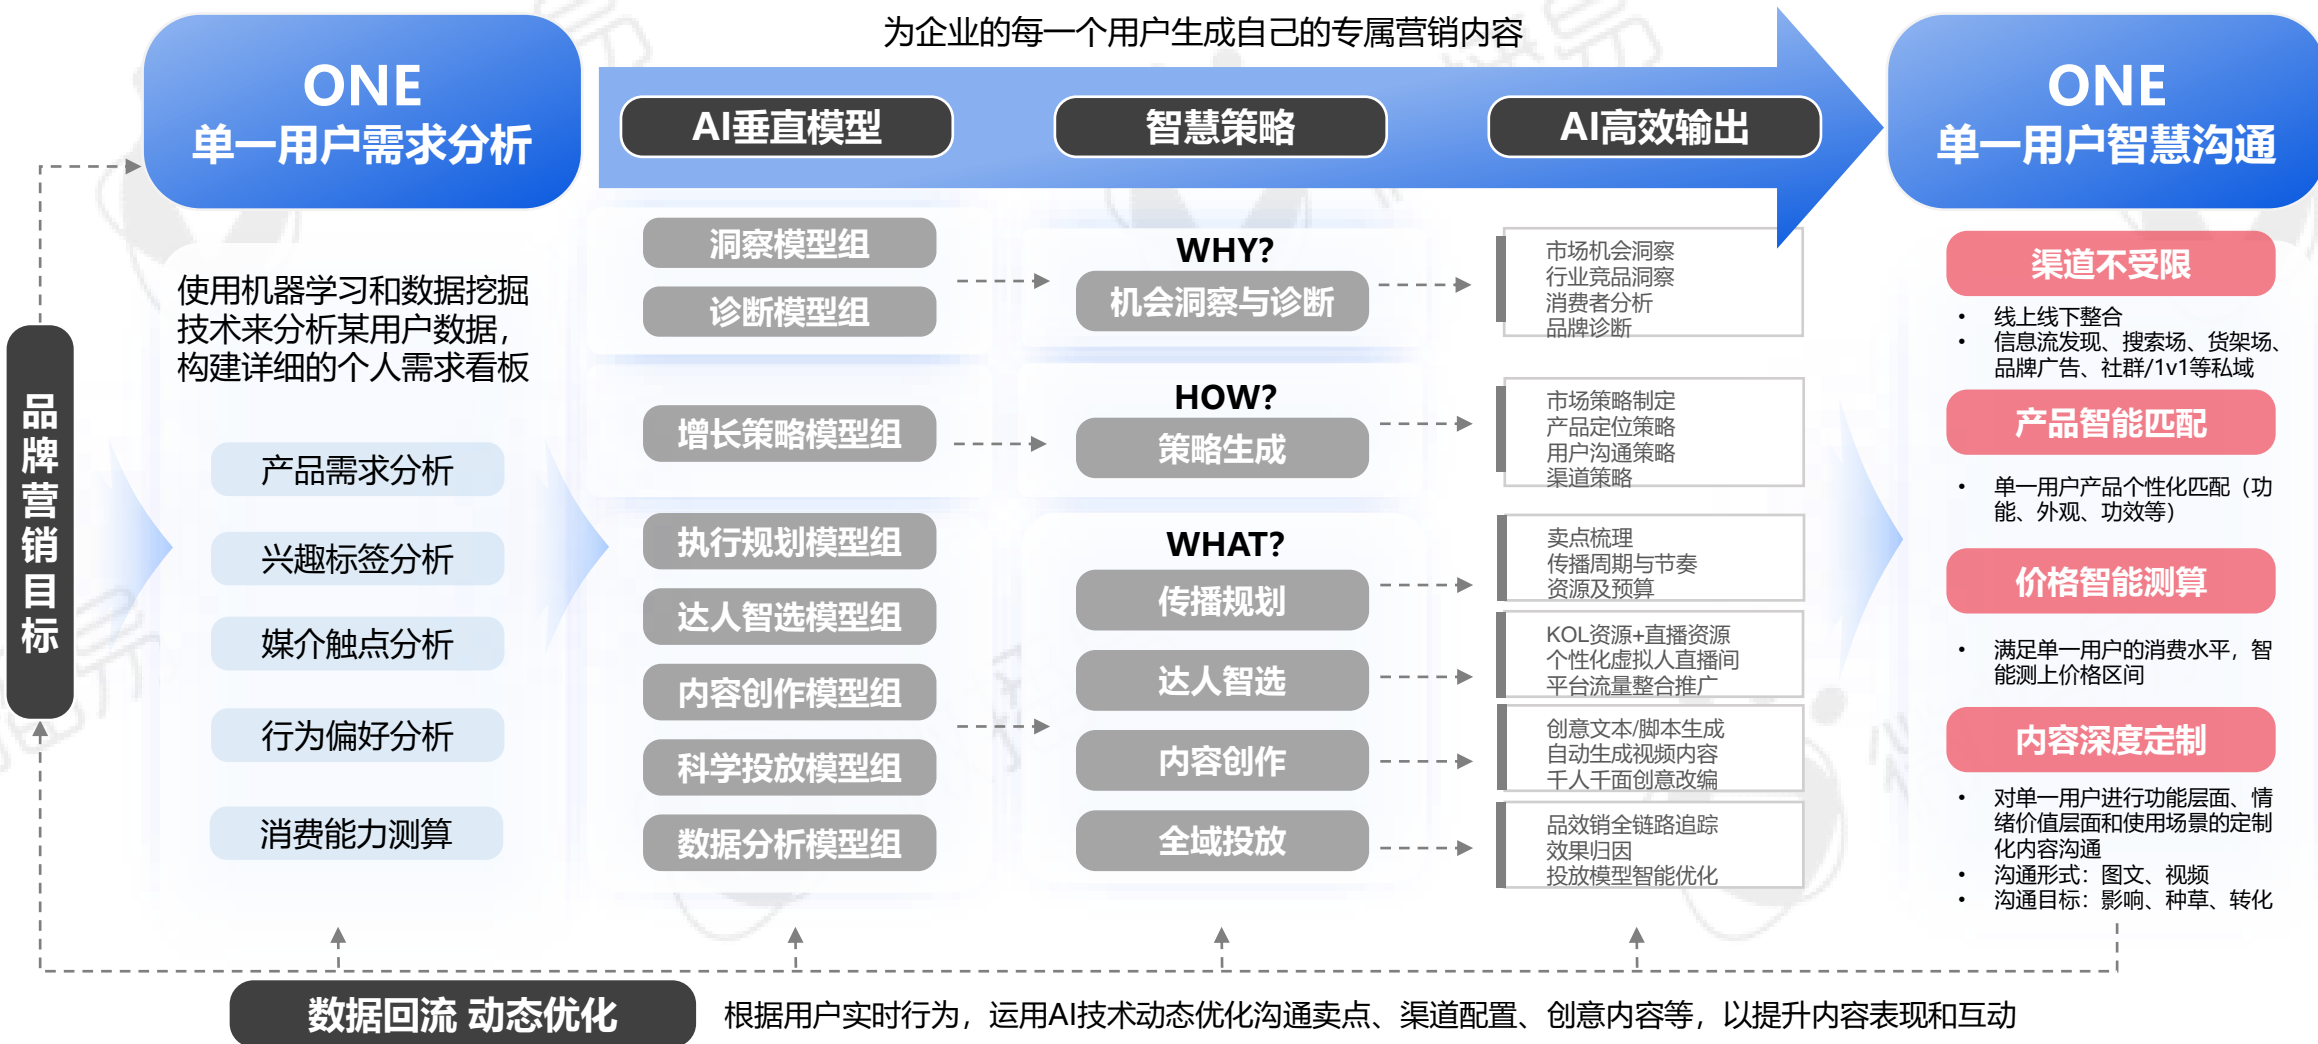 为企业的每一个用户生成自己的专属营销内容
ONE
单一用户需求分析
AI垂直模型
智慧策略
AI高效输出
ONE
单一用户智慧沟通
品牌营销目标
使用机器学习和数据挖掘
技术来分析某用户数据，
构建详细的个人需求看板
产品需求分析
兴趣标签分析
媒介触点分析
行为偏好分析
消费能力测算
洞察模型组
诊断模型组
增长策略模型组
执行规划模型组
达人智选模型组
内容创作模型组
科学投放模型组
数据分析模型组
WHY?
机会洞察与诊断
HOW?
策略生成
WHAT?
传播规划
达人智选
内容创作
全域投放
市场机会洞察
行业竞品洞察
消费者分析
品牌诊断
市场策略制定
产品定位策略
用户沟通策略
渠道策略
卖点梳理
传播周期与节奏
资源及预算
KOL资源+直播资源
个性化虚拟人直播间
平台流量整合推广
创意文本/脚本生成
自动生成视频内容
千人千面创意改编
品效销全链路追踪
效果归因
投放模型智能优化
渠道不受限
• 线上线下整合
• 信息流发现、搜索场、货架场、
品牌广告、社群/1v1等私域
产品智能匹配
• 单一用户产品个性化匹配（功
能、外观、功效等）
价格智能测算
• 满足单一用户的消费水平，智
能测上价格区间
内容深度定制
• 对单一用户进行功能层面、情
绪价值层面和使用场景的定制
化内容沟通
• 沟通形式：图文、视频
• 沟通目标：影响、种草、转化
数据回流 动态优化
根据用户实时行为，运用AI技术动态优化沟通卖点、渠道配置、创意内容等，以提升内容表现和互动